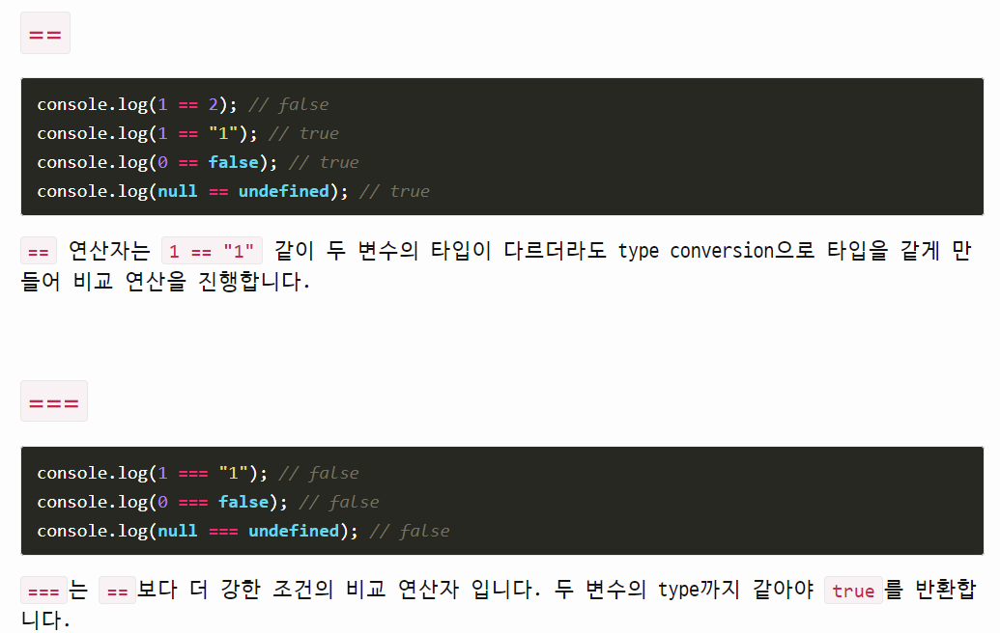 ==
console.log(1 == 2); // false
console.log(1 == "1"); // true
console.log(0 == false); // true
console.log(null == undefined); // true
== 연산자는 1 == "1" 같이 두 변수의 타입이 다르더라도 type conversion으로 타입을 같게 만
들어 비교 연산을 진행합니다.
===
console.log(1 === "1"); // false
console.log(0 === false); // false
console.log(null === undefined); // false
===는 ==보다 더 강한 조건의 비교 연산자 입니다. 두 변수의 type까지 같아야 true를 반환합
니다.